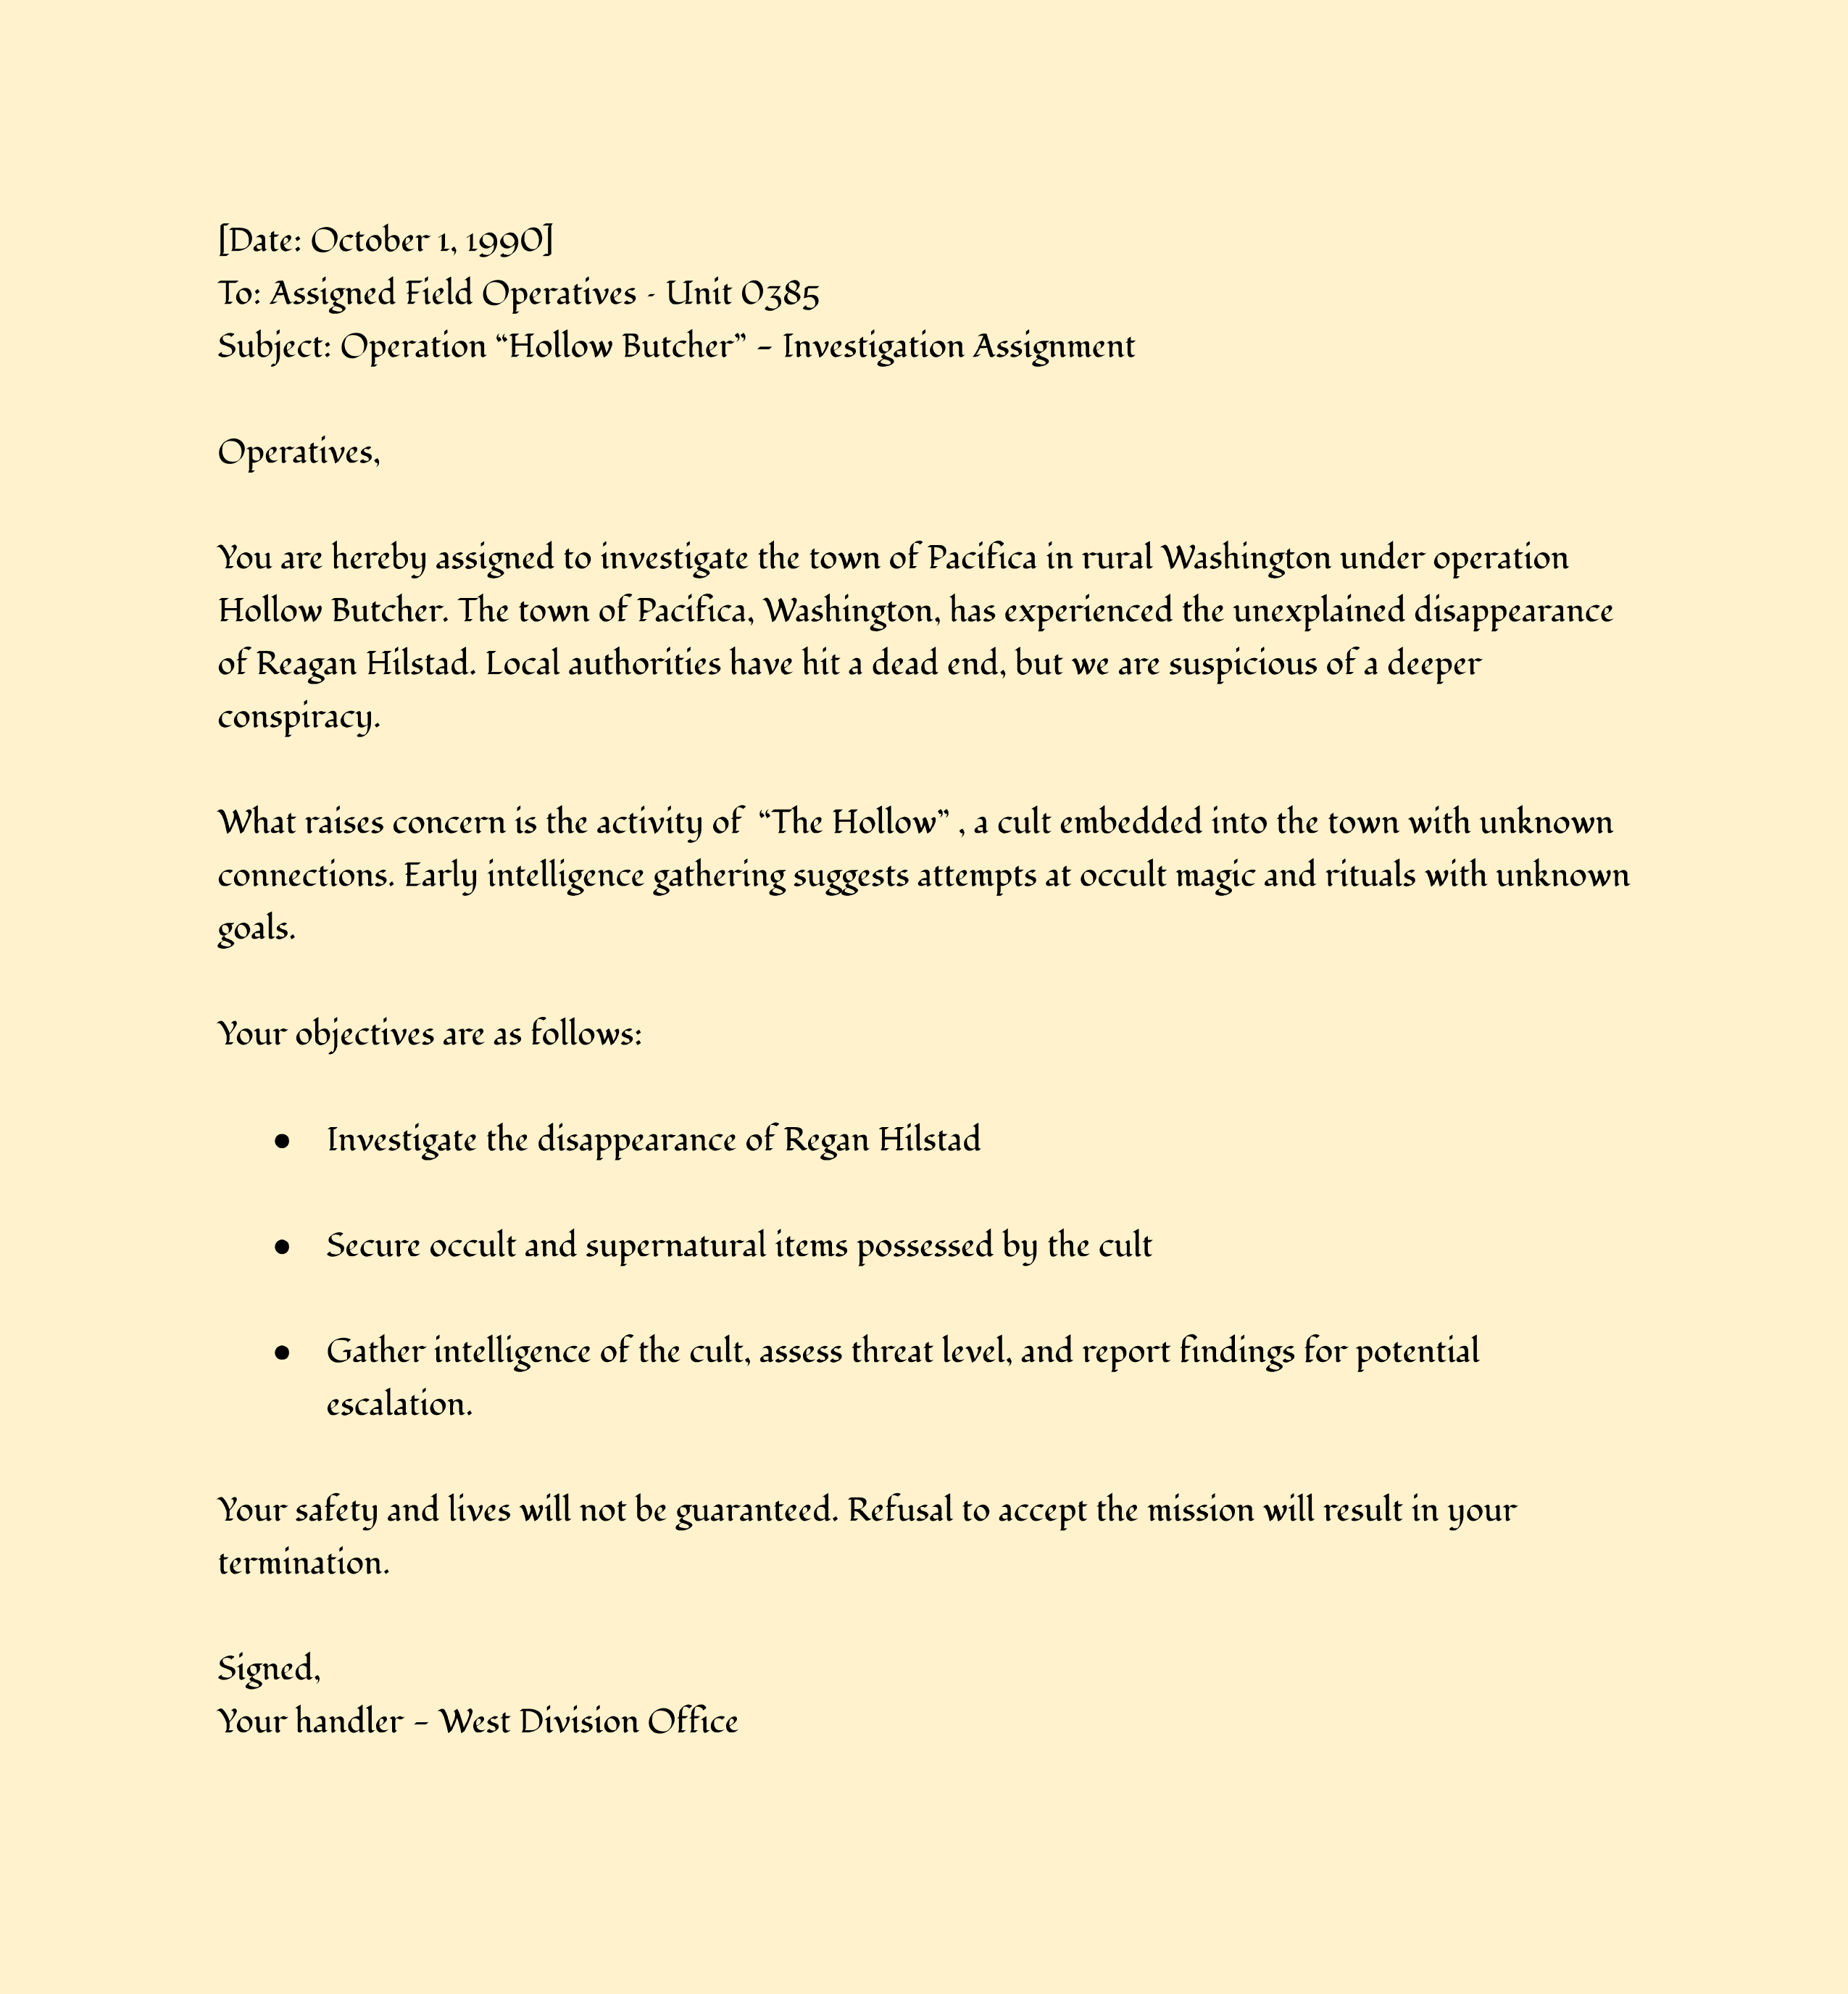 [Date: October 1, 1990]
To: Assigned Field Operatives - Unit 0385
Subject: Operation “Hollow Butcher” – Investigation Assignment
Operatives,
You are hereby assigned to investigate the town of Pacifica in rural Washington under operation
Hollow Butcher. The town of Pacifica, Washington, has experienced the unexplained disappearance
of Reagan Hilstad. Local authorities have hit a dead end, but we are suspicious of a deeper
conspiracy.
What raises concern is the activity of  “The Hollow” , a cult embedded into the town with unknown
connections. Early intelligence gathering suggests attempts at occult magic and rituals with unknown
goals.
Your objectives are as follows:
● Investigate the disappearance of Regan Hilstad
● Secure occult and supernatural items possessed by the cult
● Gather intelligence of the cult, assess threat level, and report findings for potential
escalation.
Your safety and lives will not be guaranteed. Refusal to accept the mission will result in your
termination.
Signed,
Your handler – West Division Office